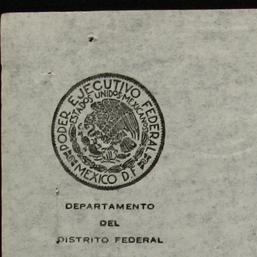 PODER EJECUTIVO FEDERAL
ESTADOS UNIDOS MEXICANOS
MEXICO D.F.
DEPARTAMENTO
DEL
DISTRITO FEDERAL